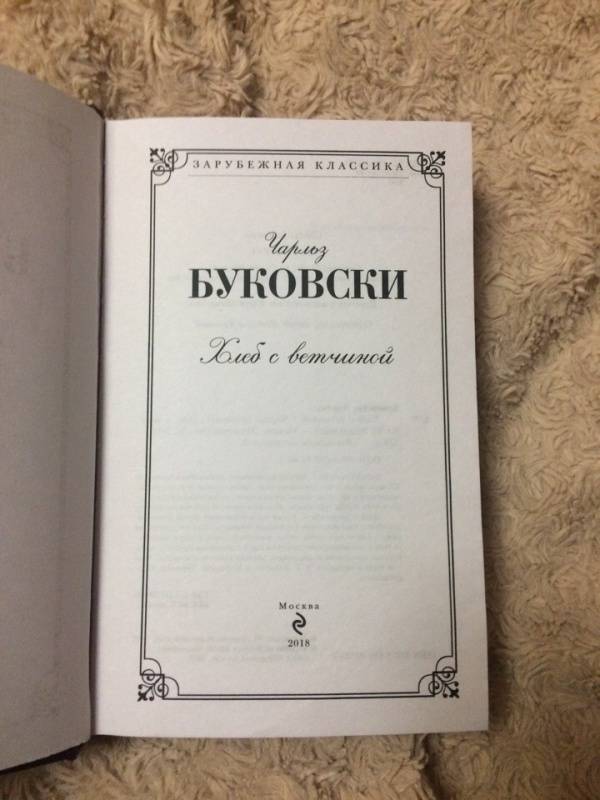 ЗАРУБЕЖНАЯ КЛАССИКА
Чарльз
БУКОВСКИ
Хлеб с ветчиной
Москва
2018